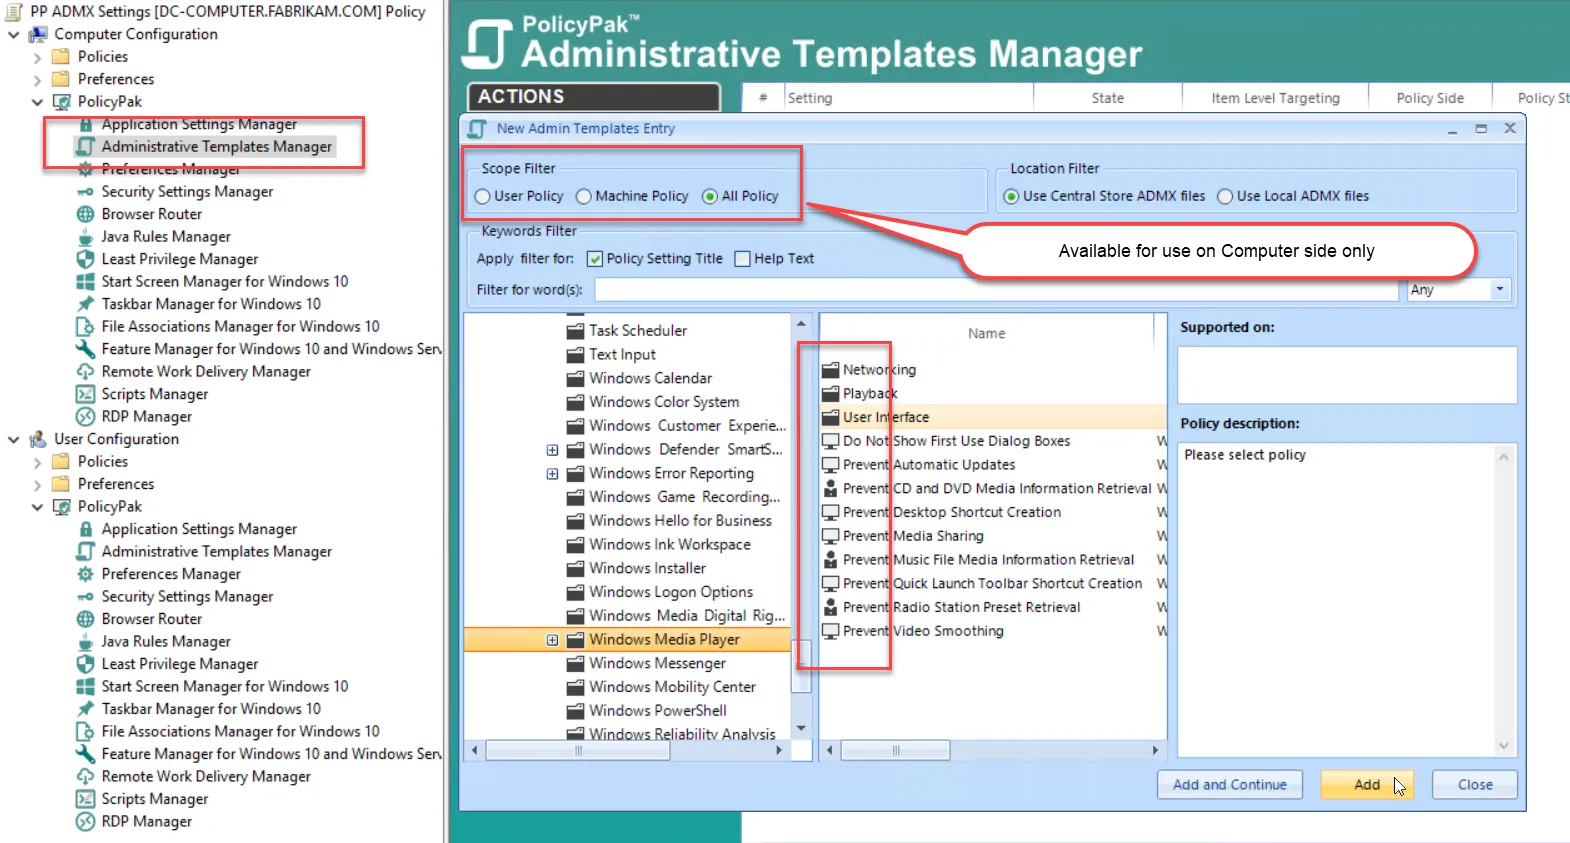 PP ADMX Settings [DC-COMPUTER.FABRIKAM.COM] Policy
Computer Configuration
Policies
Preferences
PolicyPak
Application Settings Manager
Administrative Templates Manager
Preferences Manager
Security Settings Manager
Browser Router
Java Rules Manager
Least Privilege Manager
Start Screen Manager for Windows 10
Taskbar Manager for Windows 10
File Associations Manager for Windows 10
Feature Manager for Windows 10 and Windows Serv
Remote Work Delivery Manager
Scripts Manager
RDP Manager
User Configuration
Policies
Preferences
PolicyPak
Application Settings Manager
Administrative Templates Manager
Preferences Manager
Security Settings Manager
Browser Router
Java Rules Manager
Least Privilege Manager
Start Screen Manager for Windows 10
Taskbar Manager for Windows 10
File Associations Manager for Windows 10
Feature Manager for Windows 10 and Windows Serv
Remote Work Delivery Manager
Scripts Manager
RDP Manager
PolicyPak™
Administrative Templates Manager
ACTIONS
# Setting State Item Level Targeting Policy Side Policy St
New Admin Templates Entry
Scope Filter
User Policy Machine Policy All Policy
Location Filter
Use Central Store ADMX files Use Local ADMX files
Available for use on Computer side only
Keywords Filter
Apply filter for: Policy Setting Title Help Text
Filter for word(s): Any
Task Scheduler
Text Input
Windows Calendar
Windows Color System
Windows Customer Experie...
Windows Defender SmartS...
Windows Error Reporting
Windows Game Recording...
Windows Hello for Business
Windows Ink Workspace
Windows Installer
Windows Logon Options
Windows Media Digital Rig...
Windows Media Player
Windows Messenger
Windows Mobility Center
Windows PowerShell
Windows Reliability Analysis
Name
Networking
Playback
User Interface
Do Not Show First Use Dialog Boxes W
Prevent Automatic Updates W
Prevent CD and DVD Media Information Retrieval W
Prevent Desktop Shortcut Creation W
Prevent Media Sharing W
Prevent Music File Media Information Retrieval W
Prevent Quick Launch Toolbar Shortcut Creation W
Prevent Radio Station Preset Retrieval W
Prevent Video Smoothing W
Supported on:
Policy description:
Please select policy
Add and Continue Add Close